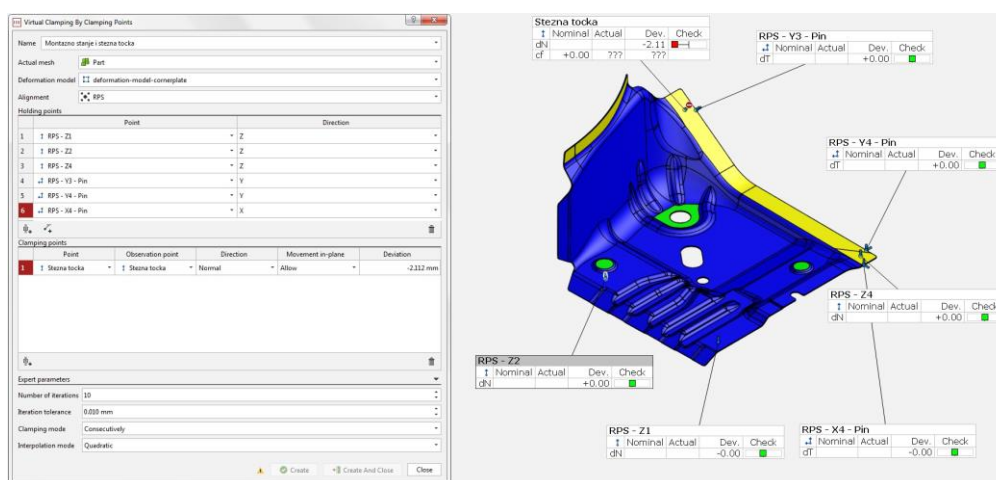 Virtual Clamping By Clamping Points
Name Montazno stanje i stezna tocka
Actual mesh Part
Deformation model deformation-model-cornerplate
Alignment RPS
Holding points
Point Direction
1 RPS - Z1 Z
2 RPS - Z2 Z
3 RPS - Z4 Z
4 RPS - Y3 - Pin Y
5 RPS - Y4 - Pin Y
6 RPS - X4 - Pin X
Clamping points
Point Observation point Direction Movement in-plane Deviation
1 Stezna tocka Stezna tocka Normal Allow -2.112 mm
Expert parameters
Number of iterations 10
Iteration tolerance 0.010 mm
Clamping mode Consecutively
Interpolation mode Quadratic
Create Create And Close Close
Stezna tocka
Nominal Actual Dev. Check
dN -2.11
cf +0.00 ??? ???
RPS - Y3 - Pin
Nominal Actual Dev. Check
dT +0.00
RPS - Y4 - Pin
Nominal Actual Dev. Check
dT +0.00
RPS - Z4
Nominal Actual Dev. Check
dN +0.00
RPS - Z2
Nominal Actual Dev. Check
dN +0.00
RPS - Z1
Nominal Actual Dev. Check
dN -0.00
RPS - X4 - Pin
Nominal Actual Dev. Check
dT -0.00